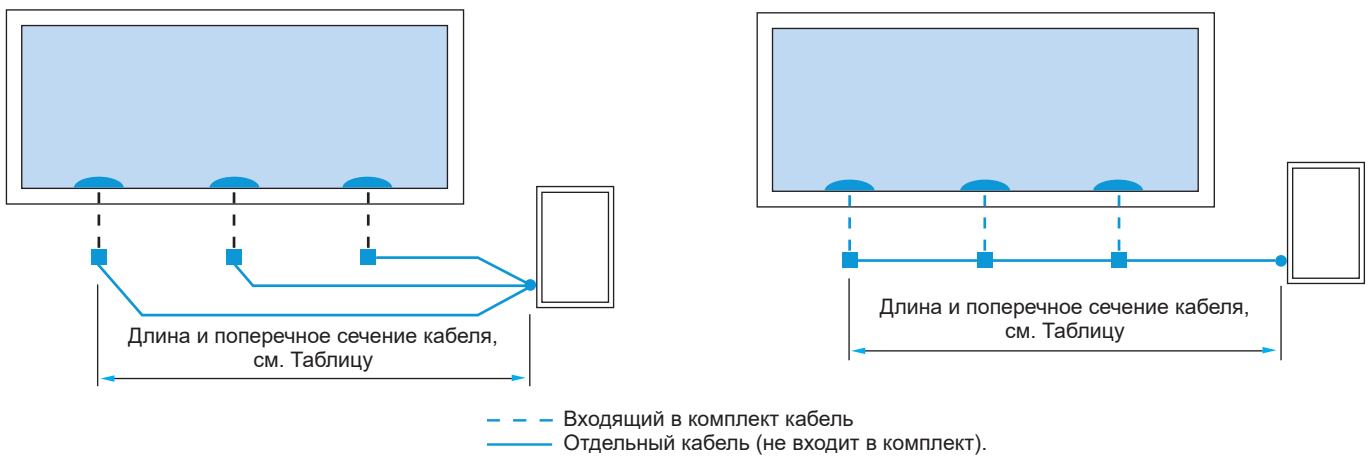 Длина и поперечное сечение кабеля,
см. Таблицу
Длина и поперечное сечение кабеля,
см. Таблицу
Входящий в комплект кабель
Отдельный кабель (не входит в комплект).